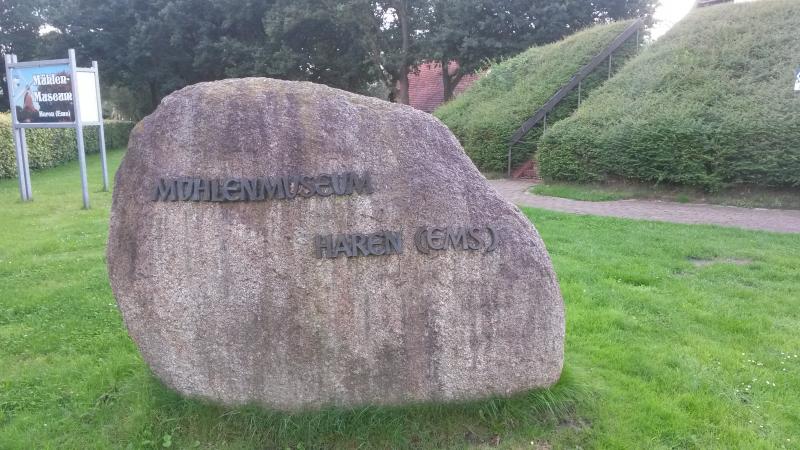 Mühlen-
Museum
Haren (Ems)
MÜHLENMUSEUM
HAREN (EMS)